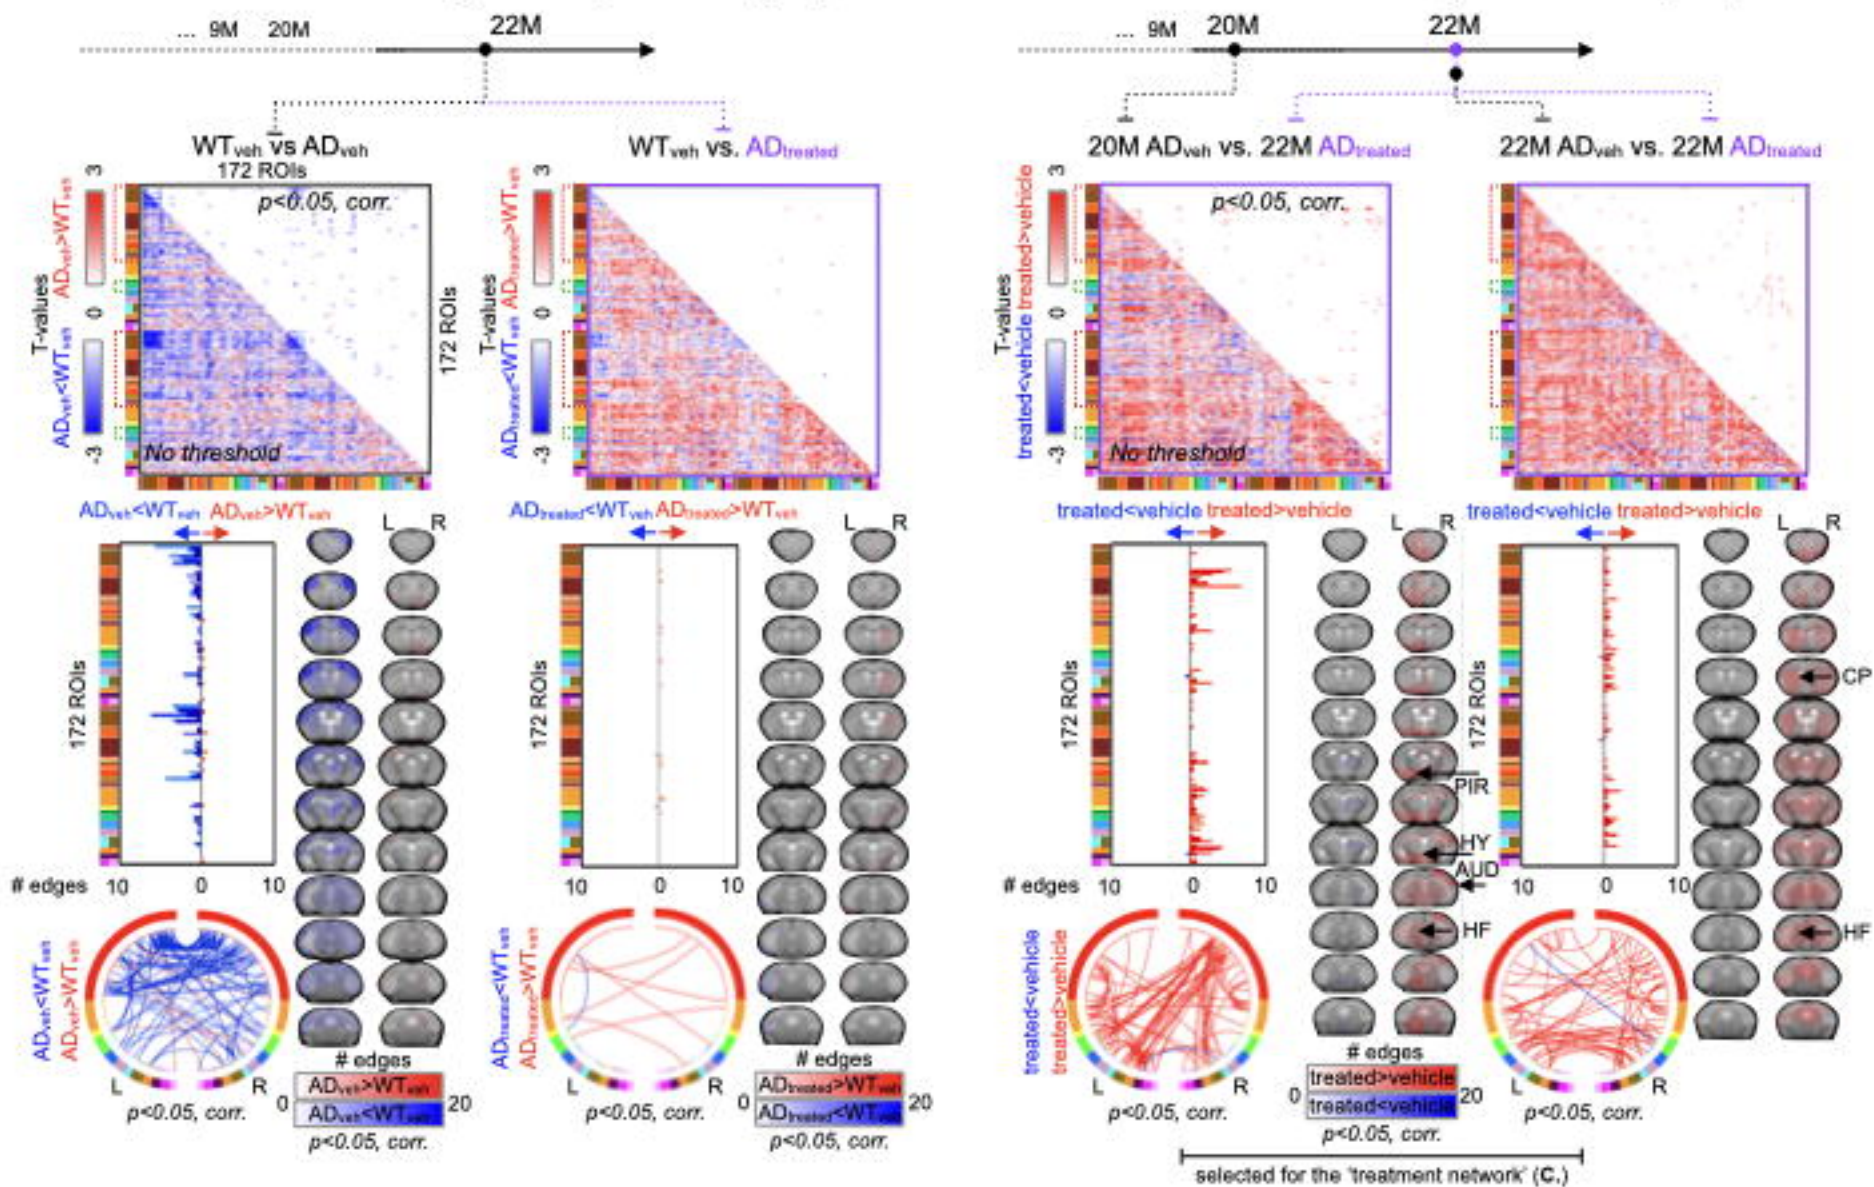 ... 9M 20M 22M
WTveh vs ADveh
172 ROIs
WTveh vs. ADtreated
T-values
ADveh<WTveh ADveh>WTveh
-3 0 3
p<0.05, corr.
No threshold
172 ROIs
T-values
ADtreated<WTveh ADtreated>WTveh
-3 0 3
ADveh<WTveh ADveh>WTveh
L R
172 ROIs
# edges 10 0 10
ADtreated<WTveh ADtreated>WTveh
L R
172 ROIs
10 0 10
ADveh<WTveh
ADveh>WTveh
L R
p<0.05, corr.
# edges
ADveh>WTveh
0 ADveh<WTveh 20
p<0.05, corr.
ADtreated<WTveh
ADtreated>WTveh
L R
p<0.05, corr.
# edges
ADtreated>WTveh
0 ADtreated<WTveh 20
p<0.05, corr.
... 9M 20M 22M
20M ADveh vs. 22M ADtreated
22M ADveh vs. 22M ADtreated
T-values
treated<vehicle treated>vehicle
-3 0 3
p<0.05, corr.
No threshold
treated<vehicle treated>vehicle
L R
172 ROIs
# edges 10 0 10
PIR
HY
AUD
HF
treated<vehicle treated>vehicle
L R
172 ROIs
10 0 10
CP
HF
treated<vehicle
treated>vehicle
L R
p<0.05, corr.
# edges
treated>vehicle
0 treated<vehicle 20
p<0.05, corr.
L R
p<0.05, corr.
selected for the 'treatment network' (C.)